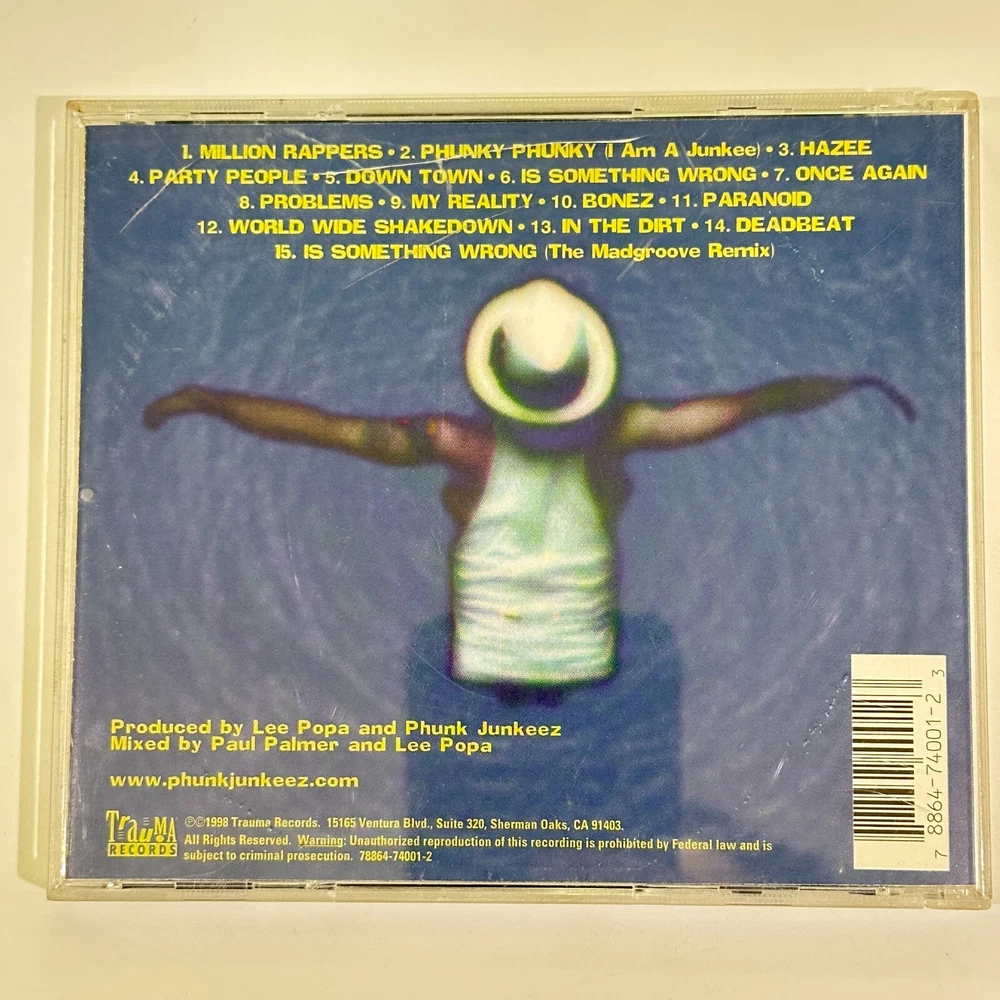 1. MILLION RAPPERS • 2. PHUNKY PHUNKY (I Am A Junkee) • 3. HAZEE
4. PARTY PEOPLE • 5. DOWN TOWN • 6. IS SOMETHING WRONG • 7. ONCE AGAIN
8. PROBLEMS • 9. MY REALITY • 10. BONEZ • 11. PARANOID
12. WORLD WIDE SHAKEDOWN • 13. IN THE DIRT • 14. DEADBEAT
15. IS SOMETHING WRONG (The Madgroove Remix)
Produced by Lee Popa and Phunk Junkeez
Mixed by Paul Palmer and Lee Popa
www.phunkjunkeez.com
TrauMA
RECORDS
℗©1998 Trauma Records. 15165 Ventura Blvd., Suite 320, Sherman Oaks, CA 91403.
All Rights Reserved. Warning: Unauthorized reproduction of this recording is prohibited by Federal law and is
subject to criminal prosecution. 78864-74001-2
7 8864-74001-2 3